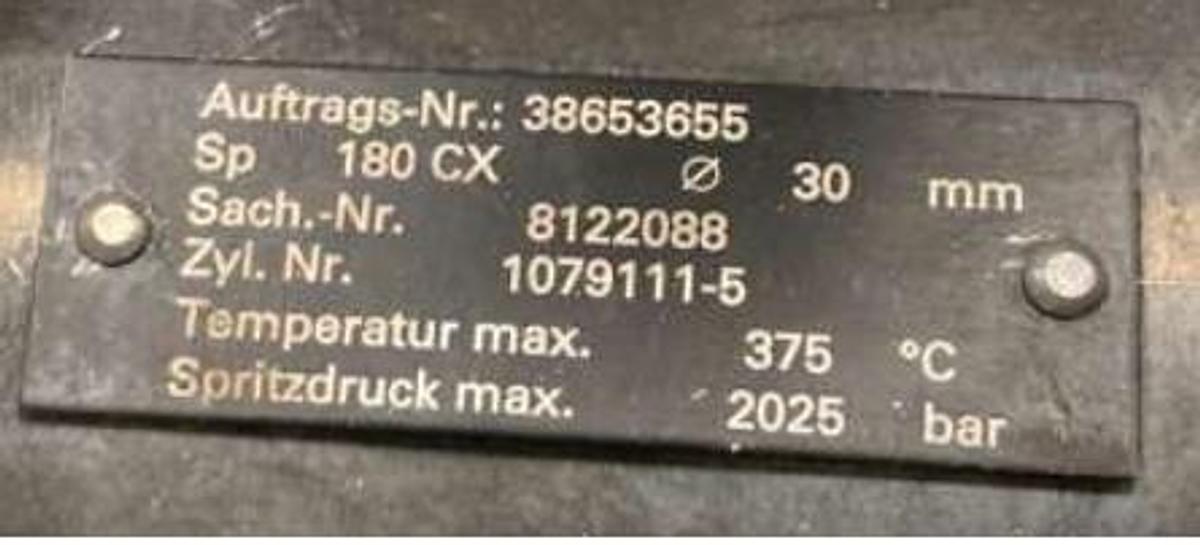 Auftrags-Nr.: 38653655
Sp 180 CX Ø 30 mm
Sach.-Nr. 8122088
Zyl. Nr. 1079111-5
Temperatur max. 375 °C
Spritzdruck max. 2025 bar